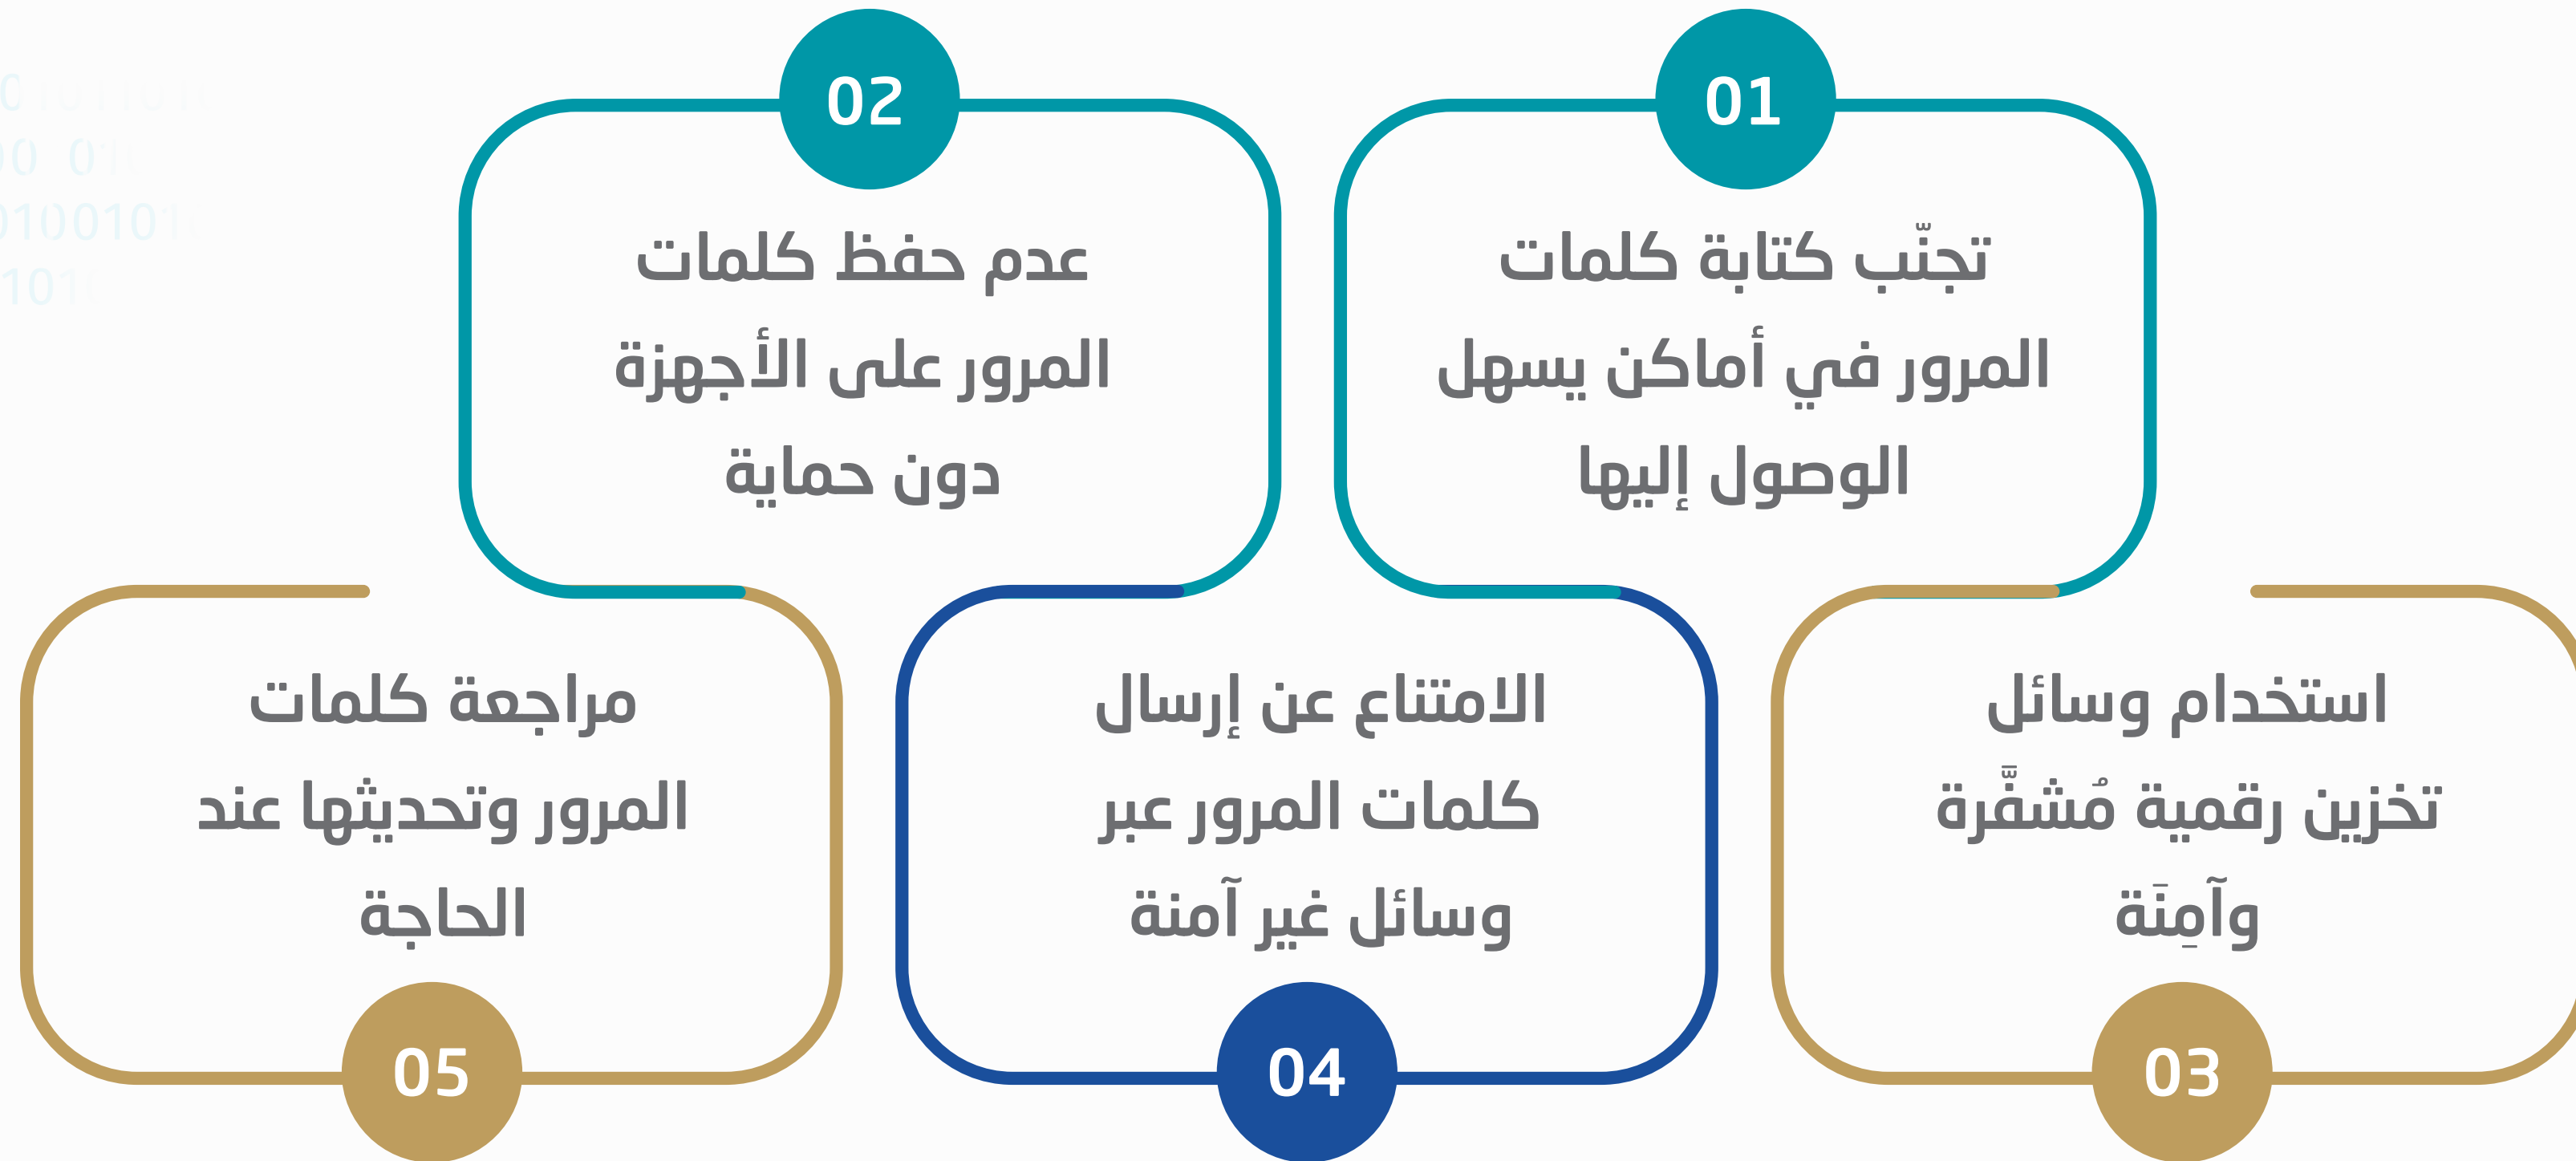 01
تجنّب كتابة كلمات
المرور في أماكن يسهل
الوصول إليها
02
عدم حفظ كلمات
المرور على الأجهزة
دون حماية
03
استخدام وسائل
تخزين رقمية مُشفَّرة
وآمِنَة
04
الامتناع عن إرسال
كلمات المرور عبر
وسائل غير آمنة
05
مراجعة كلمات
المرور وتحديثها عند
الحاجة